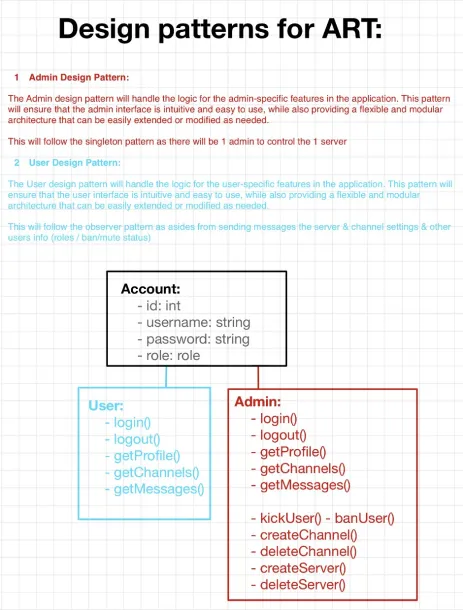 Design patterns for ART:
1 Admin Design Pattern:
The Admin design pattern will handle the logic for the admin-specific features in the application. This pattern
will ensure that the admin interface is intuitive and easy to use, while also providing a flexible and modular
architecture that can be easily extended or modified as needed.
This will follow the singleton pattern as there will be 1 admin to control the 1 server
2 User Design Pattern:
The User design pattern will handle the logic for the user-specific features in the application. This pattern will
ensure that the user interface is intuitive and easy to use, while also providing a flexible and modular
architecture that can be easily extended or modified as needed.
This will follow the observer pattern as asides from sending messages the server & channel settings & other
users info (roles / ban/mute status)
Account:
- id: int
- username: string
- password: string
- role: role
User:
- login()
- logout()
- getProfile()
- getChannels()
- getMessages()
Admin:
- login()
- logout()
- getProfile()
- getChannels()
- getMessages()
- kickUser() - banUser()
- createChannel()
- deleteChannel()
- createServer()
- deleteServer()